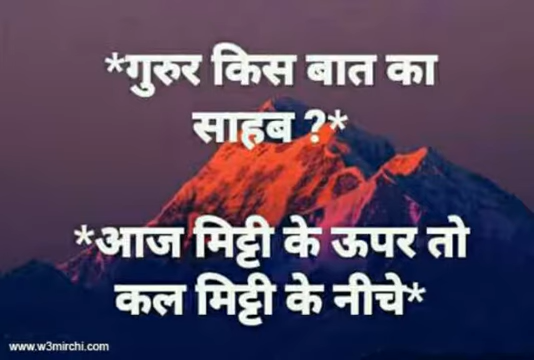 *गुरुर किस बात का
साहब ?*
*आज मिट्टी के ऊपर तो
कल मिट्टी के नीचे*
www.w3mirchi.com